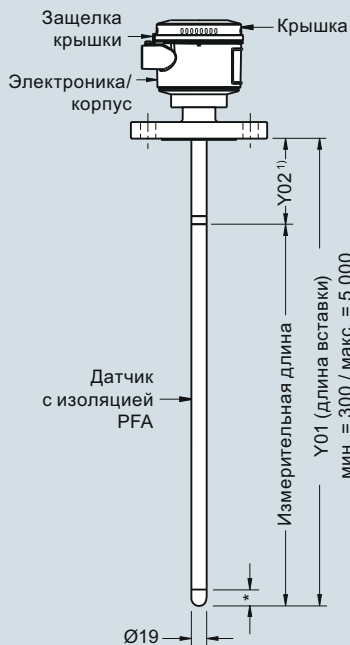 Защелка
крышки
Крышка
Электроника/
корпус
Y02 1)
Датчик
с изоляцией
PFA
Измерительная длина
Y01 (длина вставки)
мин. = 300 / макс. = 5.000
*
Ø19